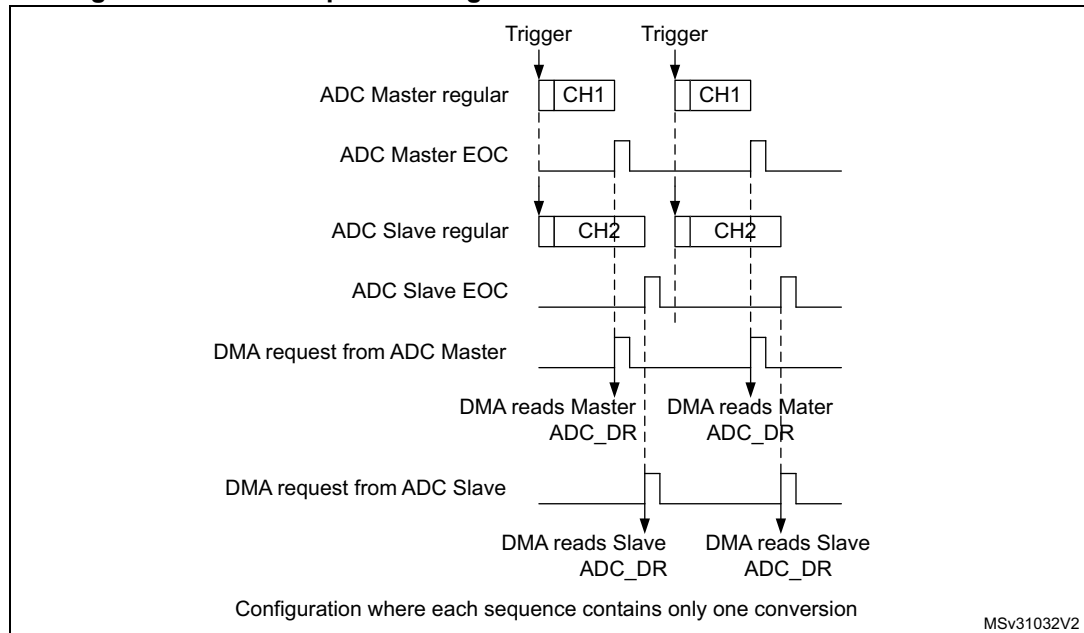 Trigger Trigger
ADC Master regular CH1 CH1
ADC Master EOC
ADC Slave regular CH2 CH2
ADC Slave EOC
DMA request from ADC Master
DMA reads Master DMA reads Mater
ADC_DR ADC_DR
DMA request from ADC Slave
DMA reads Slave DMA reads Slave
ADC_DR ADC_DR
Configuration where each sequence contains only one conversion
MSv31032V2